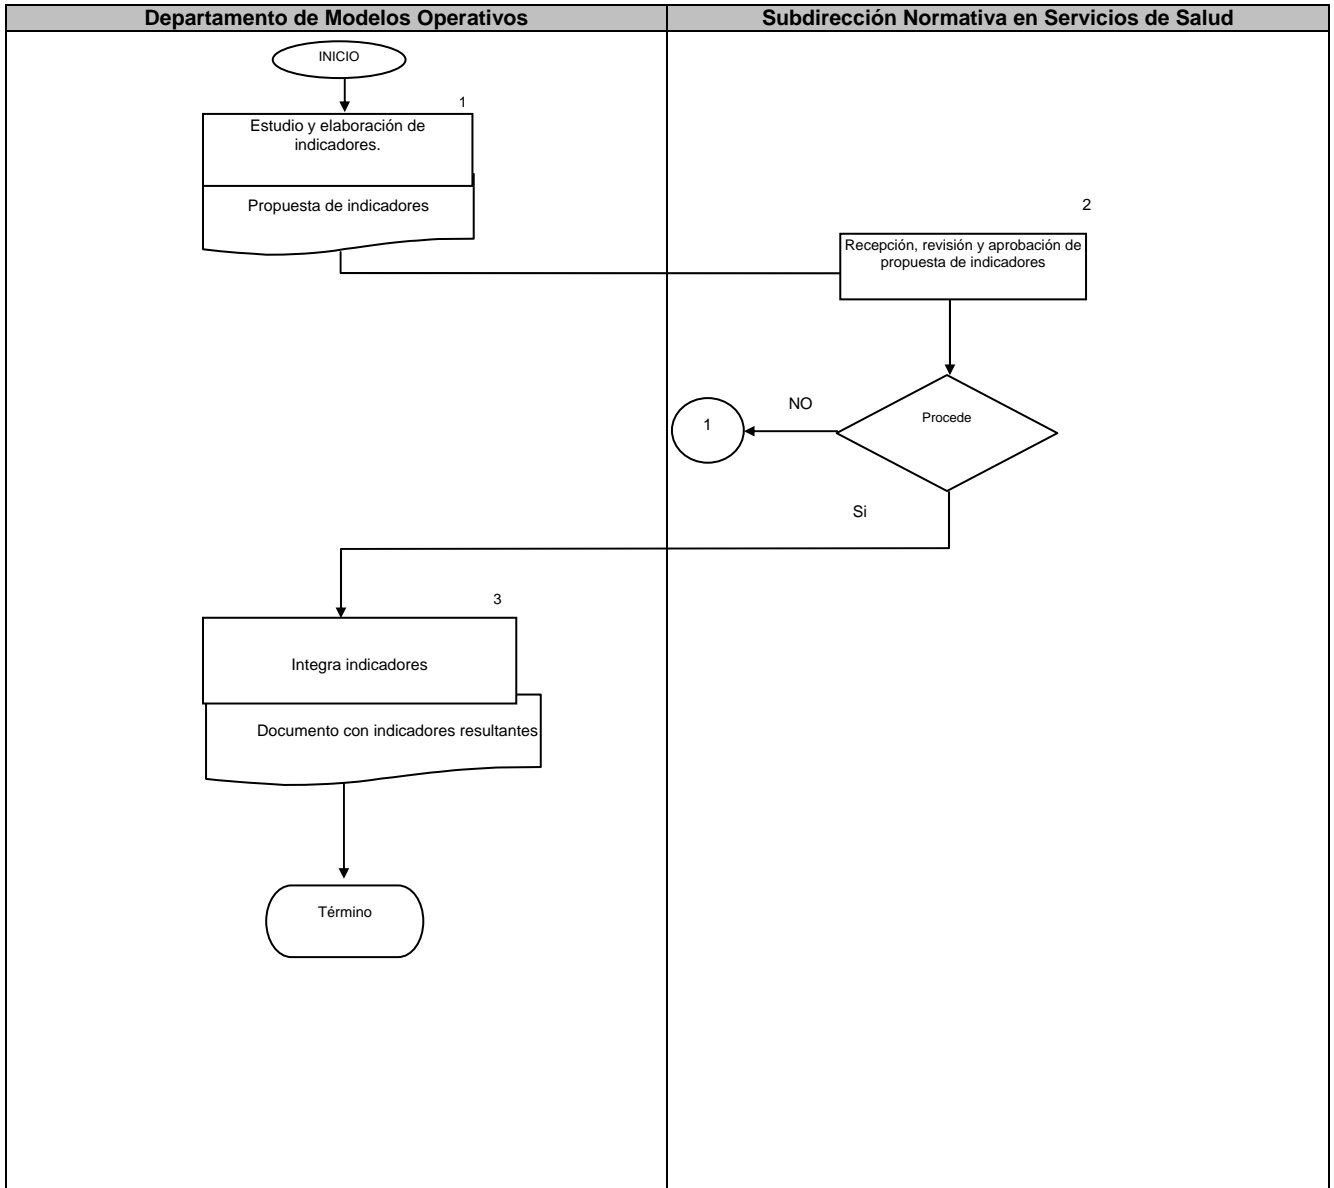 Departamento de Modelos Operativos
Subdirección Normativa en Servicios de Salud
INICIO
1
Estudio y elaboración de
indicadores.
Propuesta de indicadores
2
Recepción, revisión y aprobación de
propuesta de indicadores
Procede
NO
1
Si
3
Integra indicadores
Documento con indicadores resultantes
Término